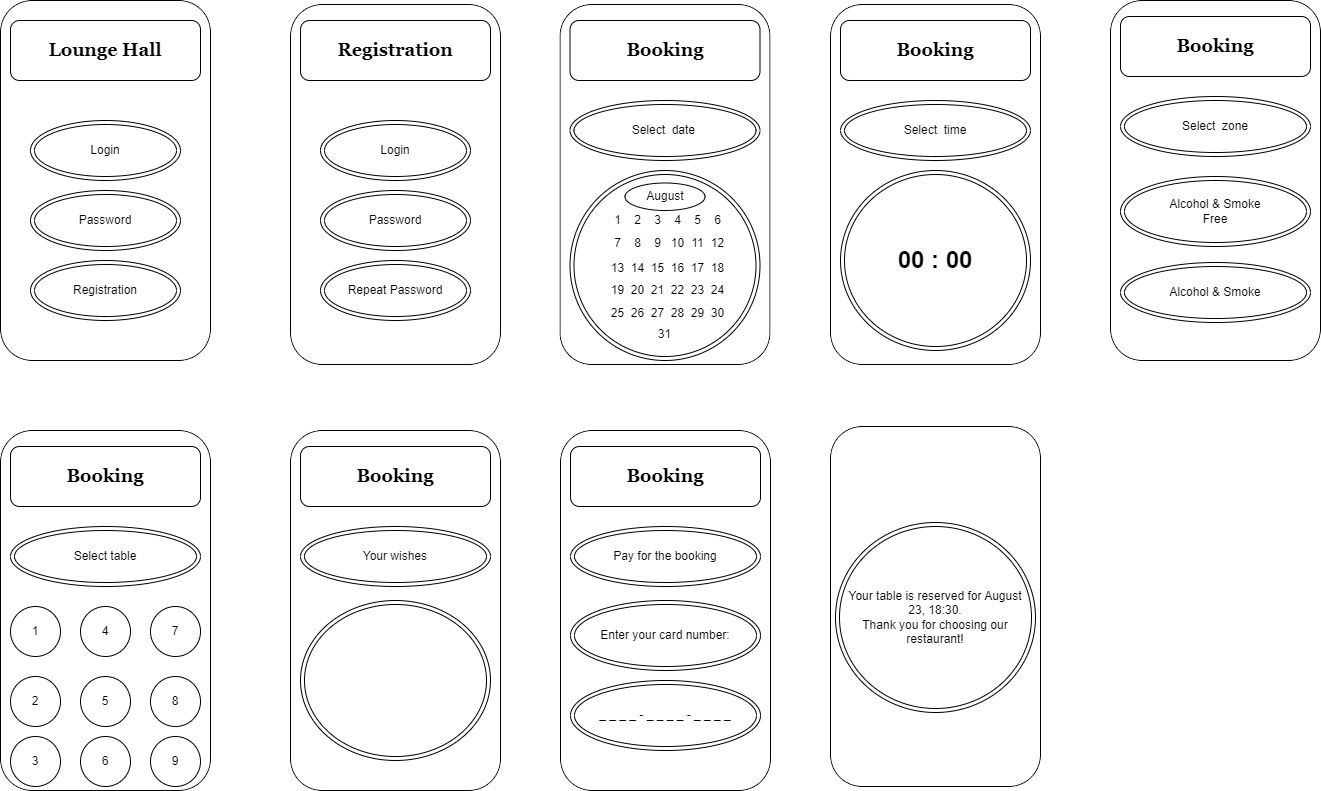 Lounge Hall
Login
Password
Registration
Registration
Login
Password
Repeat Password
Booking
Select date
August
1 2 3 4 5 6
7 8 9 10 11 12
13 14 15 16 17 18
19 20 21 22 23 24
25 26 27 28 29 30
31
Booking
Select time
00 : 00
Booking
Select zone
Alcohol & Smoke
Free
Alcohol & Smoke
Booking
Select table
1 4 7
2 5 8
3 6 9
Booking
Your wishes
Booking
Pay for the booking
Enter your card number:
_ _ _ _ - _ _ _ _ - _ _ _ _
Your table is reserved for August
23, 18:30.
Thank you for choosing our
restaurant!